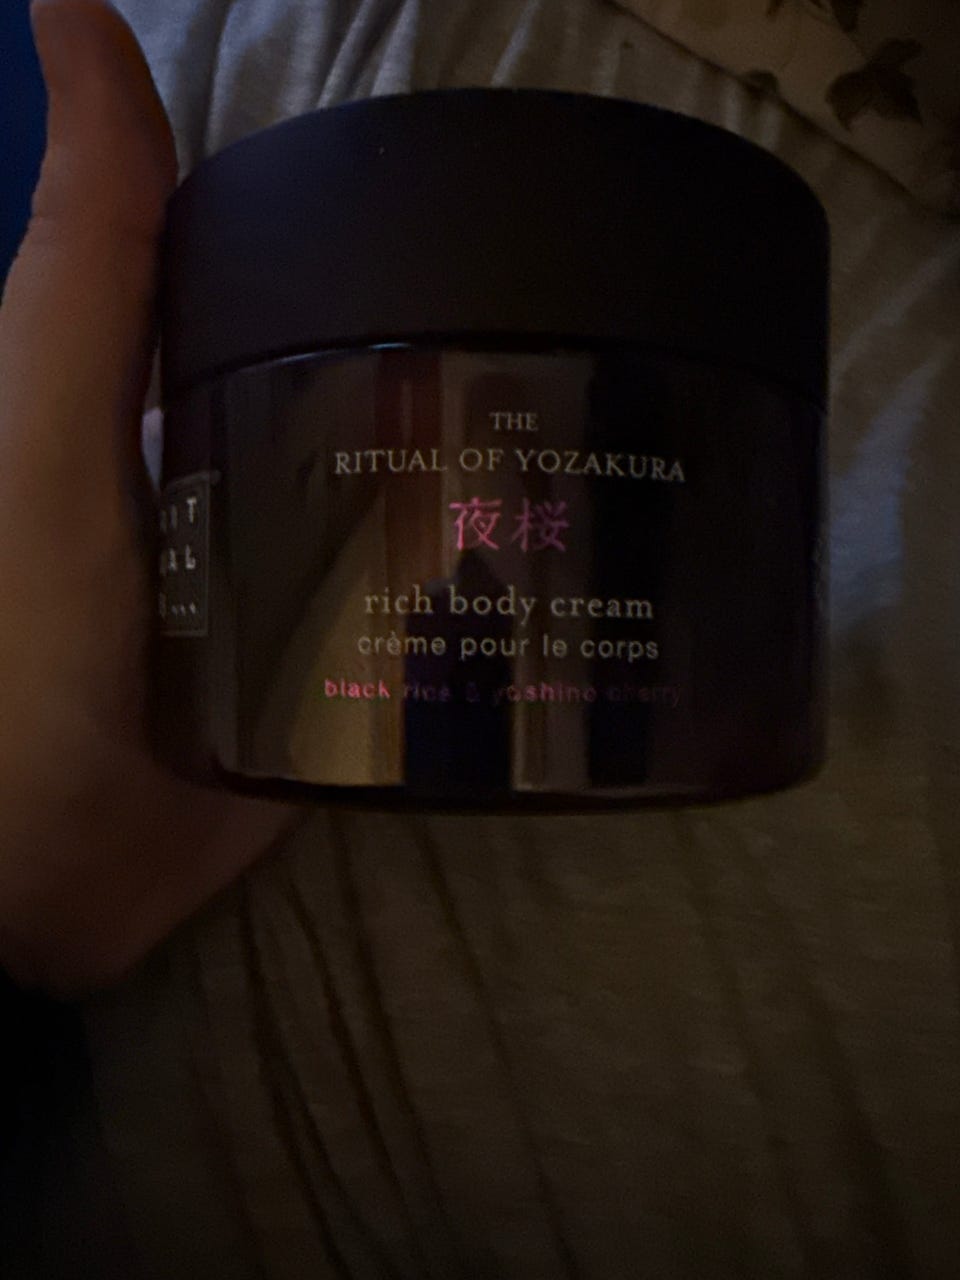 THE
RITUAL OF YOZAKURA
夜桜
rich body cream
crème pour le corps
black rice & yoshino cherry